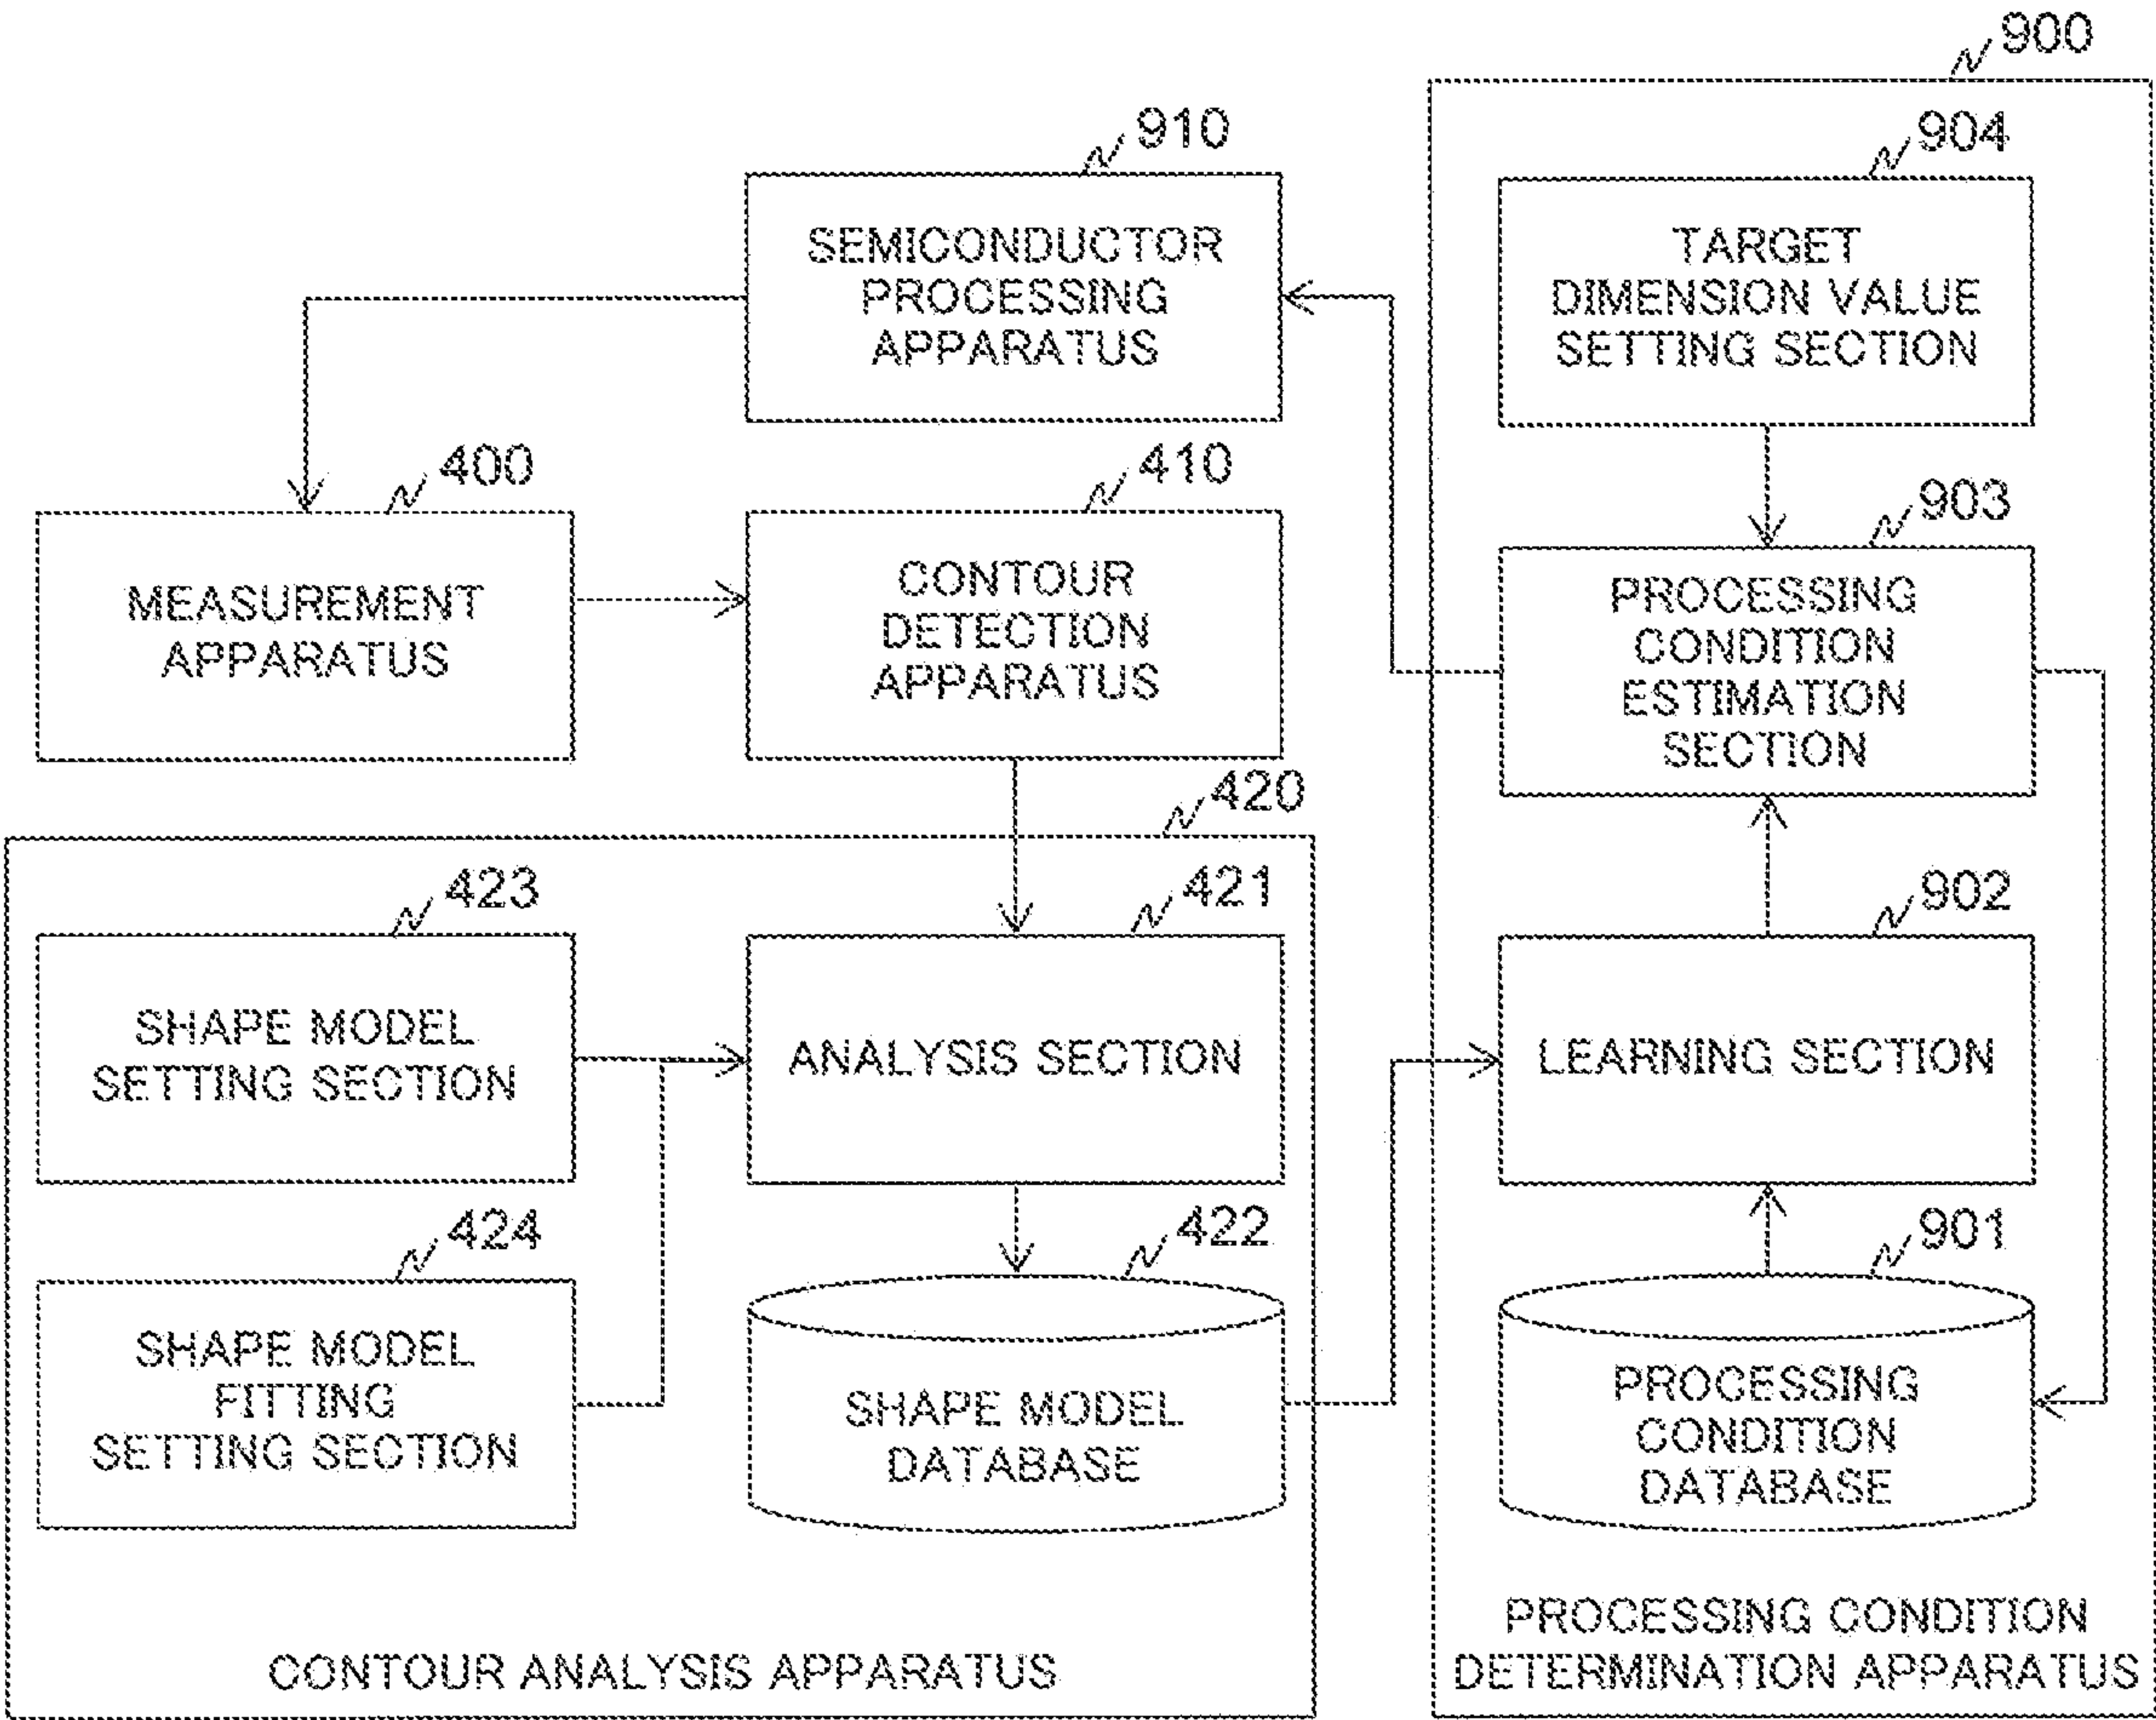 900
910
SEMICONDUCTOR
PROCESSING
APPARATUS
904
TARGET
DIMENSION VALUE
SETTING SECTION
400
MEASUREMENT
APPARATUS
410
CONTOUR
DETECTION
APPARATUS
903
PROCESSING
CONDITION
ESTIMATION
SECTION
420
423
SHAPE MODEL
SETTING SECTION
421
ANALYSIS SECTION
902
LEARNING SECTION
424
SHAPE MODEL
FITTING
SETTING SECTION
422
SHAPE MODEL
DATABASE
901
PROCESSING
CONDITION
DATABASE
CONTOUR ANALYSIS APPARATUS
PROCESSING CONDITION
DETERMINATION APPARATUS